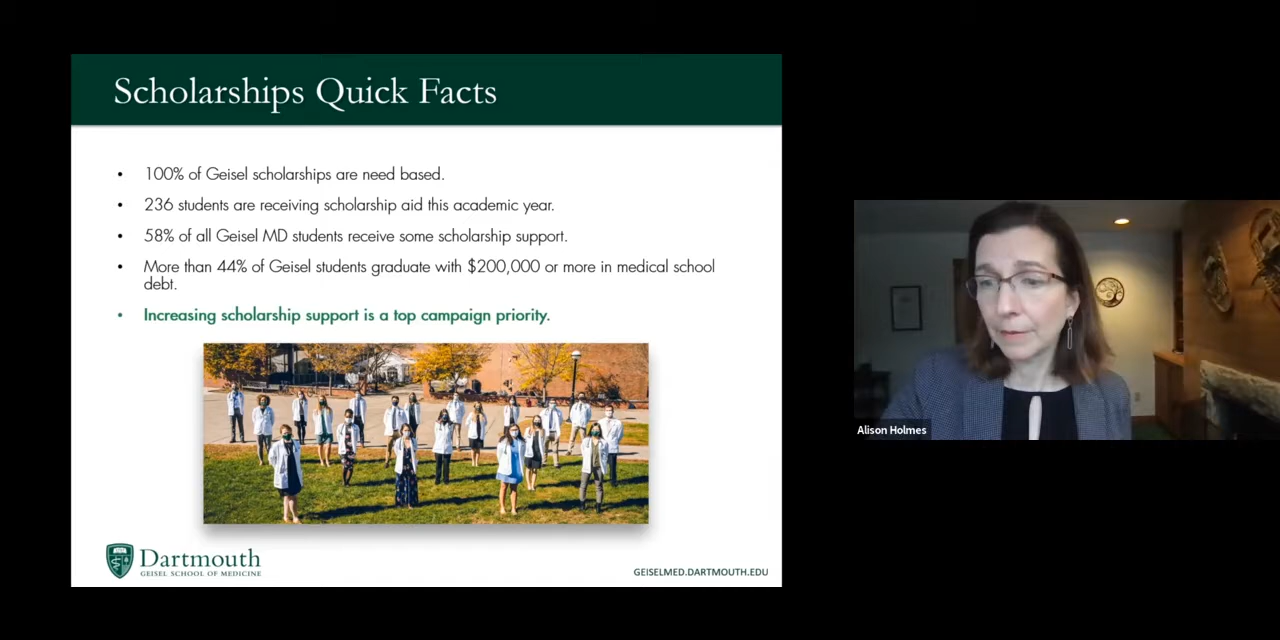 Scholarships Quick Facts
• 100% of Geisel scholarships are need based.
• 236 students are receiving scholarship aid this academic year.
• 58% of all Geisel MD students receive some scholarship support.
• More than 44% of Geisel students graduate with $200,000 or more in medical school
debt.
• Increasing scholarship support is a top campaign priority.
Dartmouth
GEISEL SCHOOL OF MEDICINE
GEISELMED.DARTMOUTH.EDU
Alison Holmes